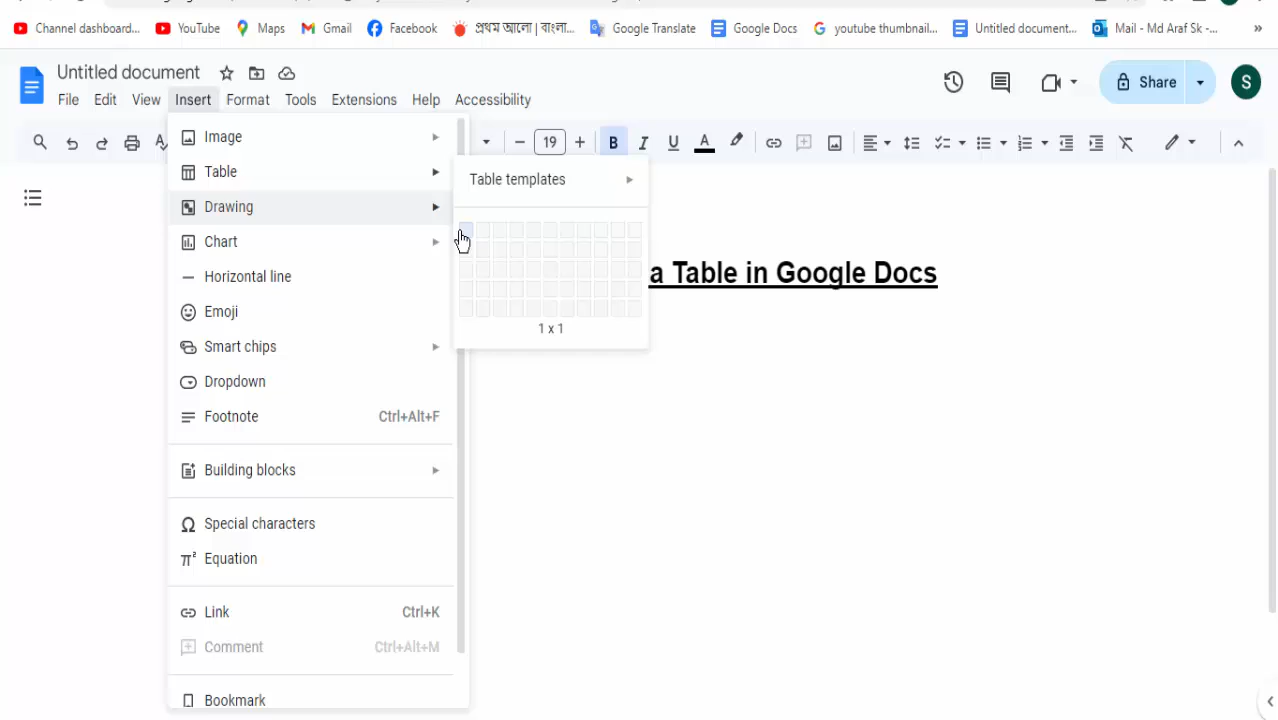 Channel dashboard...
YouTube
Maps
Gmail
Facebook
প্রথম আলো | বাংলা...
Google Translate
Google Docs
youtube thumbnail...
Untitled document...
Mail - Md Araf Sk -...
»
Untitled document
Share
S
File
Edit
View
Insert
Format
Tools
Extensions
Help
Accessibility
19
B
I
U
A
Image
Table
Drawing
Chart
Horizontal line
Emoji
Smart chips
Dropdown
Footnote Ctrl+Alt+F
Building blocks
Special characters
Equation
Link Ctrl+K
Comment Ctrl+Alt+M
Bookmark
Table templates
1 x 1
a Table in Google Docs